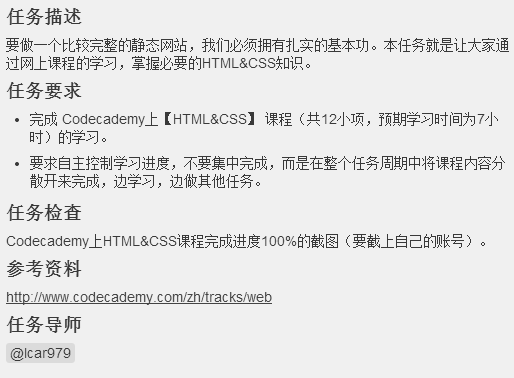 任务描述
要做一个比较完整的静态网站，我们必须拥有扎实的基本功。本任务就是让大家通
过网上课程的学习，掌握必要的HTML&CSS知识。
任务要求
• 完成 Codecademy上【HTML&CSS】 课程（共12小项，预期学习时间为7小
时）的学习。
• 要求自主控制学习进度，不要集中完成，而是在整个任务周期中将课程内容分
散开来完成，边学习，边做其他任务。
任务检查
Codecademy上HTML&CSS课程完成进度100%的截图（要截上自己的账号）。
参考资料
http://www.codecademy.com/zh/tracks/web
任务导师
@lcar979